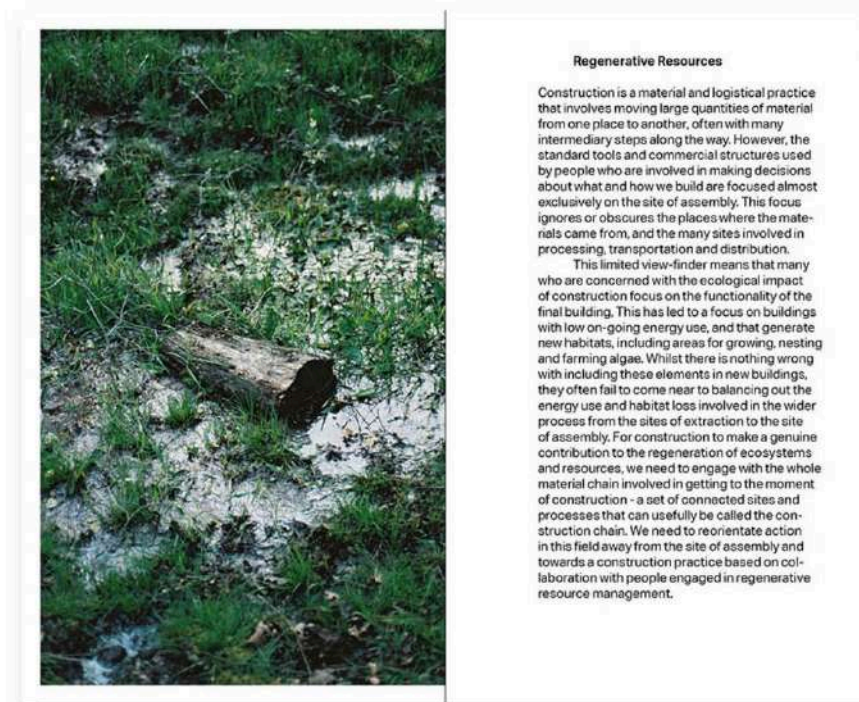 Regenerative Resources
Construction is a material and logistical practice
that involves moving large quantities of material
from one place to another, often with many
intermediary steps along the way. However, the
standard tools and commercial structures used
by people who are involved in making decisions
about what and how we build are focused almost
exclusively on the site of assembly. This focus
ignores or obscures the places where the mate-
rials came from, and the many sites involved in
processing, transportation and distribution.
This limited view-finder means that many
who are concerned with the ecological impact
of construction focus on the functionality of the
final building. This has led to a focus on buildings
with low on-going energy use, and that generate
new habitats, including areas for growing, nesting
and farming algae. Whilst there is nothing wrong
with including these elements in new buildings,
they often fail to come near to balancing out the
energy use and habitat loss involved in the wider
process from the sites of extraction to the site
of assembly. For construction to make a genuine
contribution to the regeneration of ecosystems
and resources, we need to engage with the whole
material chain involved in getting to the moment
of construction - a set of connected sites and
processes that can usefully be called the con-
struction chain. We need to reorientate action
in this field away from the site of assembly and
towards a construction practice based on col-
laboration with people engaged in regenerative
resource management.